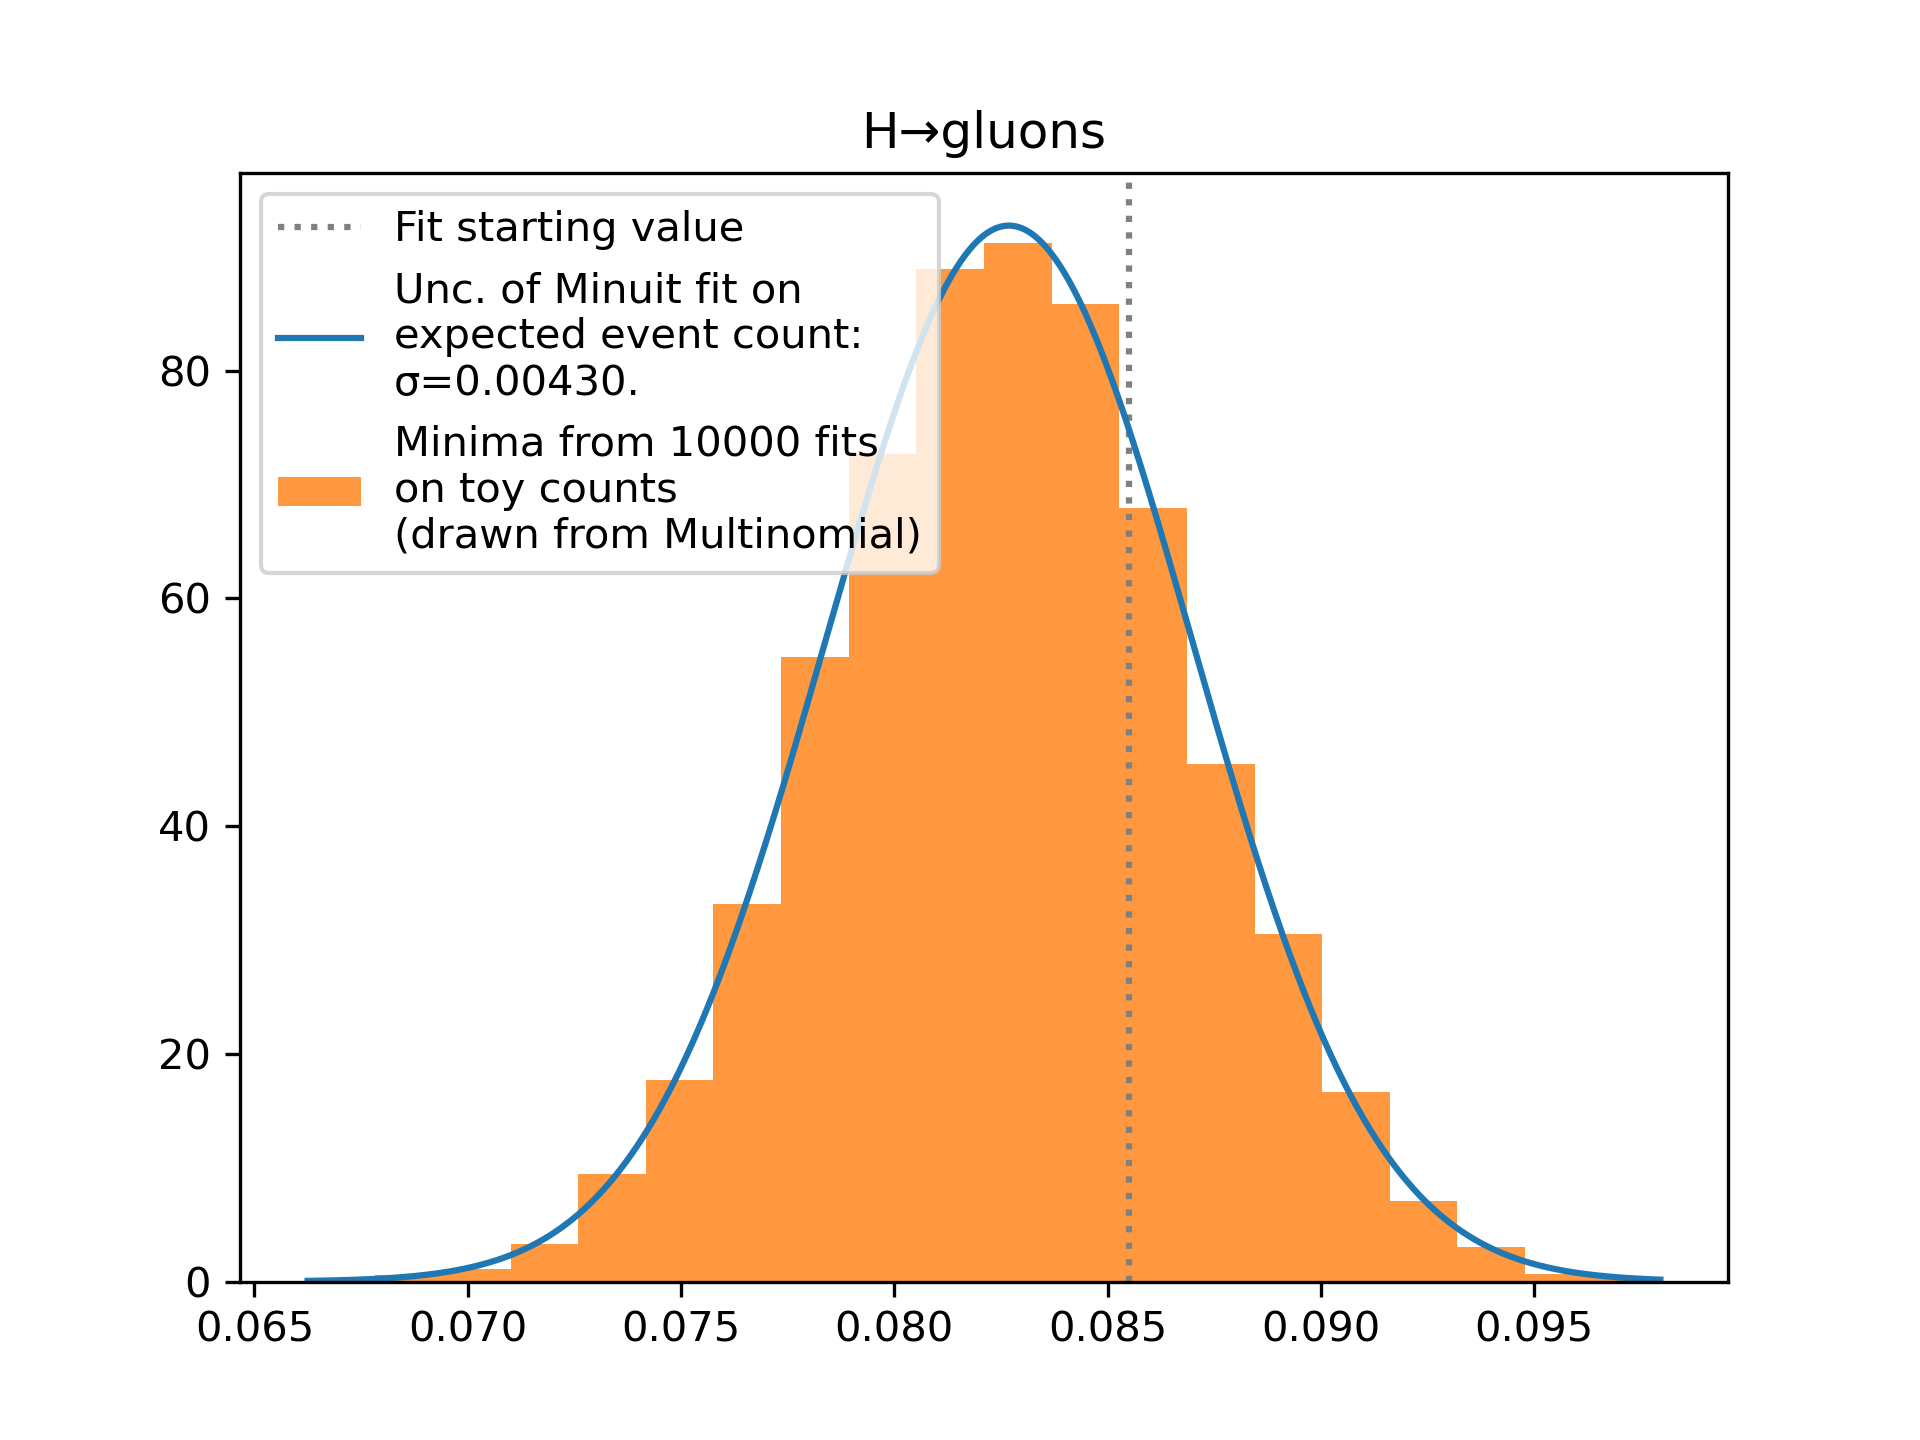 H→gluons
Fit starting value
Unc. of Minuit fit on
expected event count:
σ=0.00430.
Minima from 10000 fits
on toy counts
(drawn from Multinomial)
80
60
40
20
0
0.065 0.070 0.075 0.080 0.085 0.090 0.095